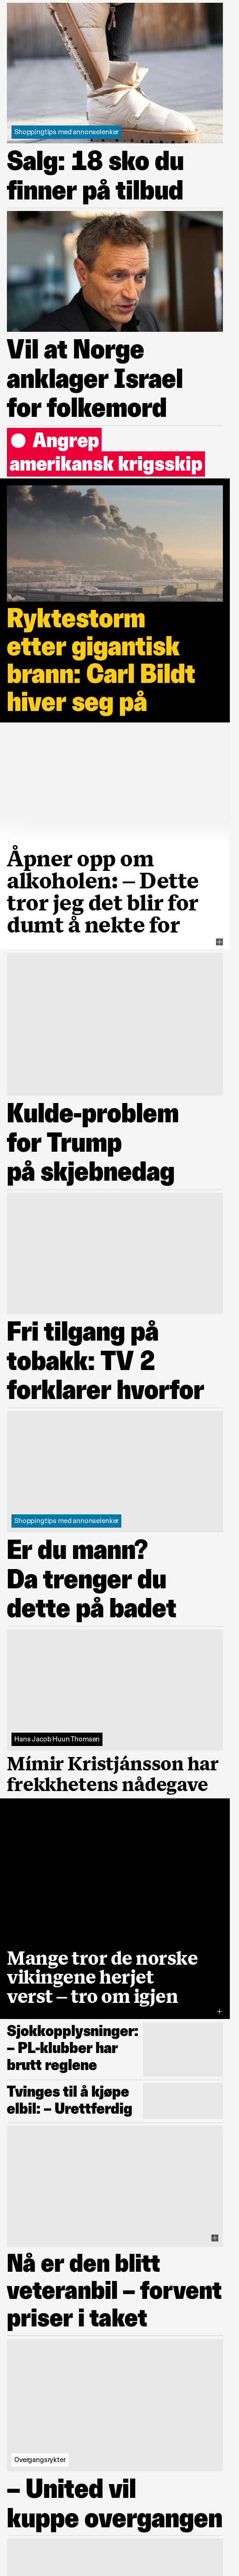 Shoppingtips med annonselenker
Salg: 18 sko du
finner på tilbud
Vil at Norge
anklager Israel
for folkemord
Angrep
amerikansk krigsskip
Ryktestorm
etter gigantisk
brann: Carl Bildt
hiver seg på
Åpner opp om
alkoholen: – Dette
tror jeg det blir for
dumt å nekte for
Kulde-problem
for Trump
på skjebnedag
Fri tilgang på
tobakk: TV 2
forklarer hvorfor
Shoppingtips med annonselenker
Er du mann?
Da trenger du
dette på badet
Hans Jacob Huun Thomsen
Mímir Kristjánsson har
frekkhetens nådegave
Mange tror de norske
vikingene herjet
verst – tro om igjen
Sjokkopplysninger:
– PL-klubber har
brutt reglene
Tvinges til å kjøpe
elbil: – Urettferdig
Nå er den blitt
veteranbil – forvent
priser i taket
Overgangsrykter
– United vil
kuppe overgangen